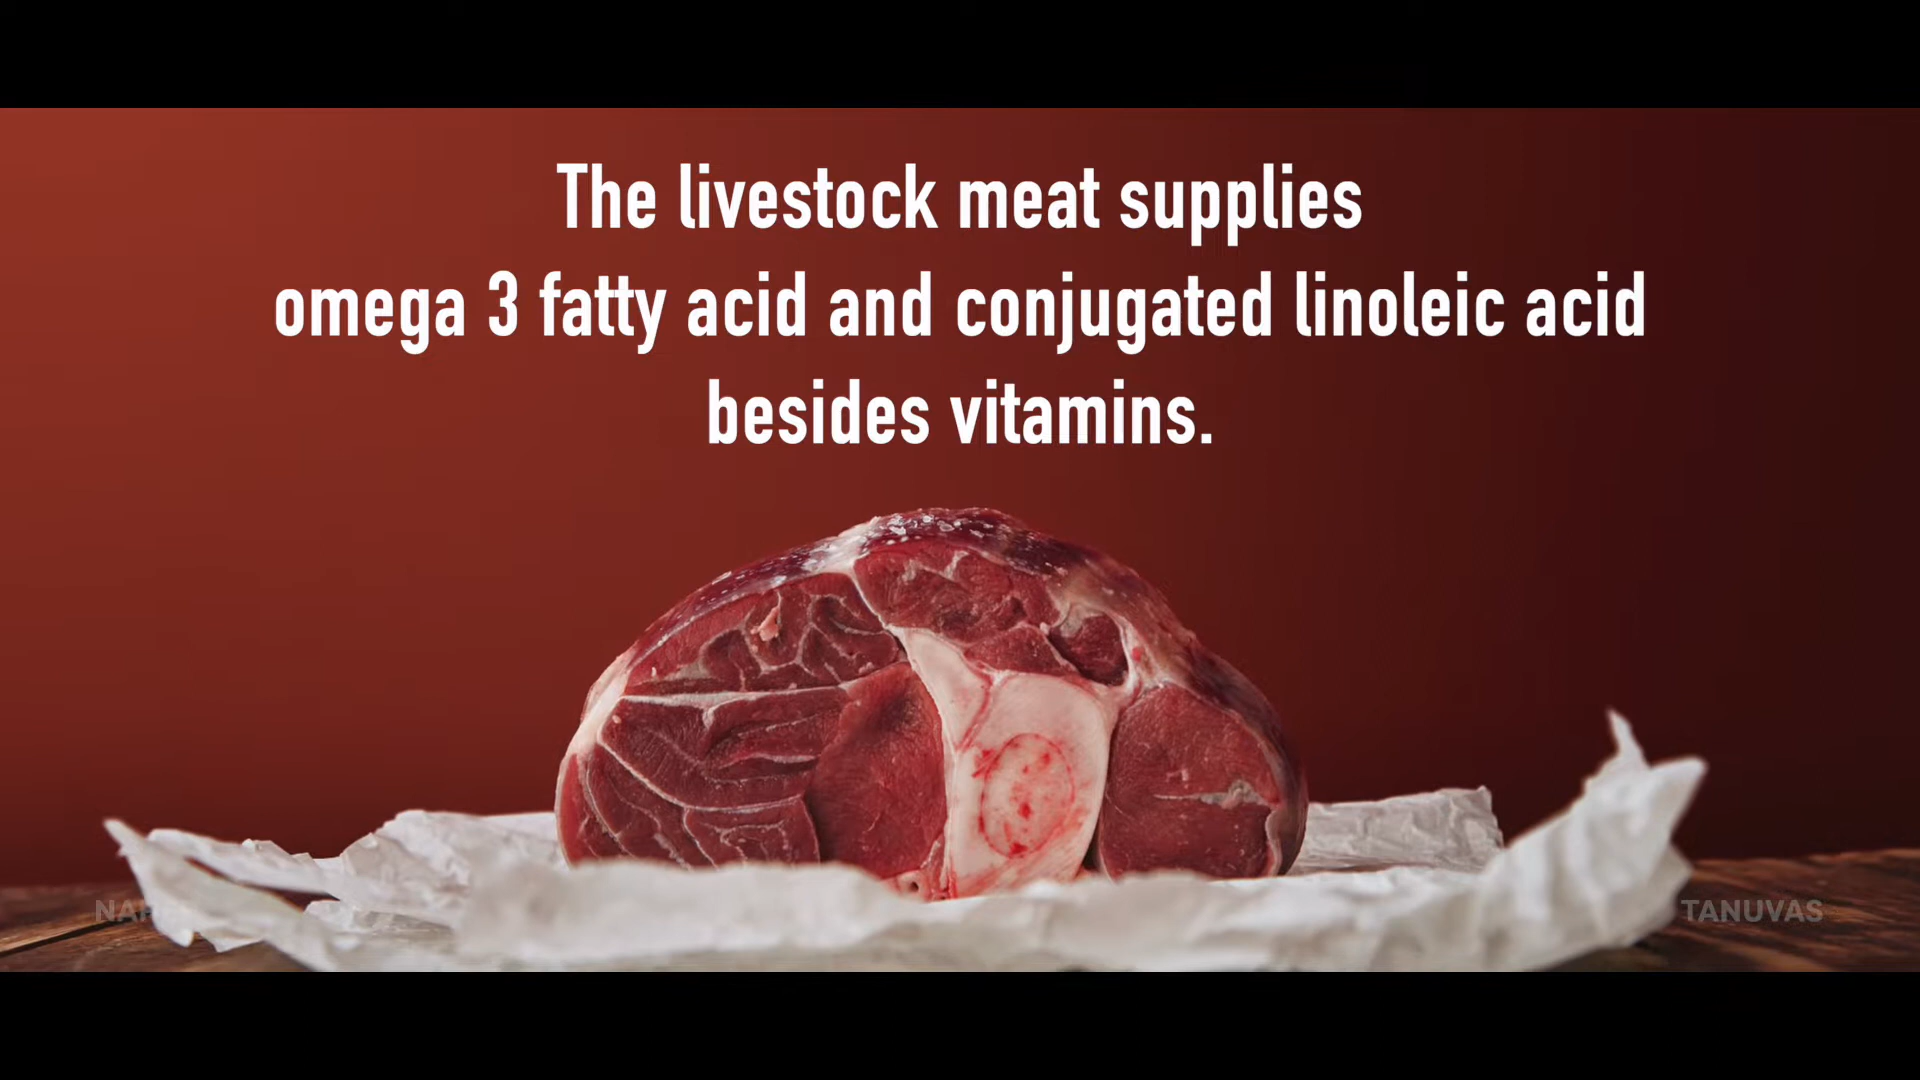 The livestock meat supplies
omega 3 fatty acid and conjugated linoleic acid
besides vitamins.
TANUVAS